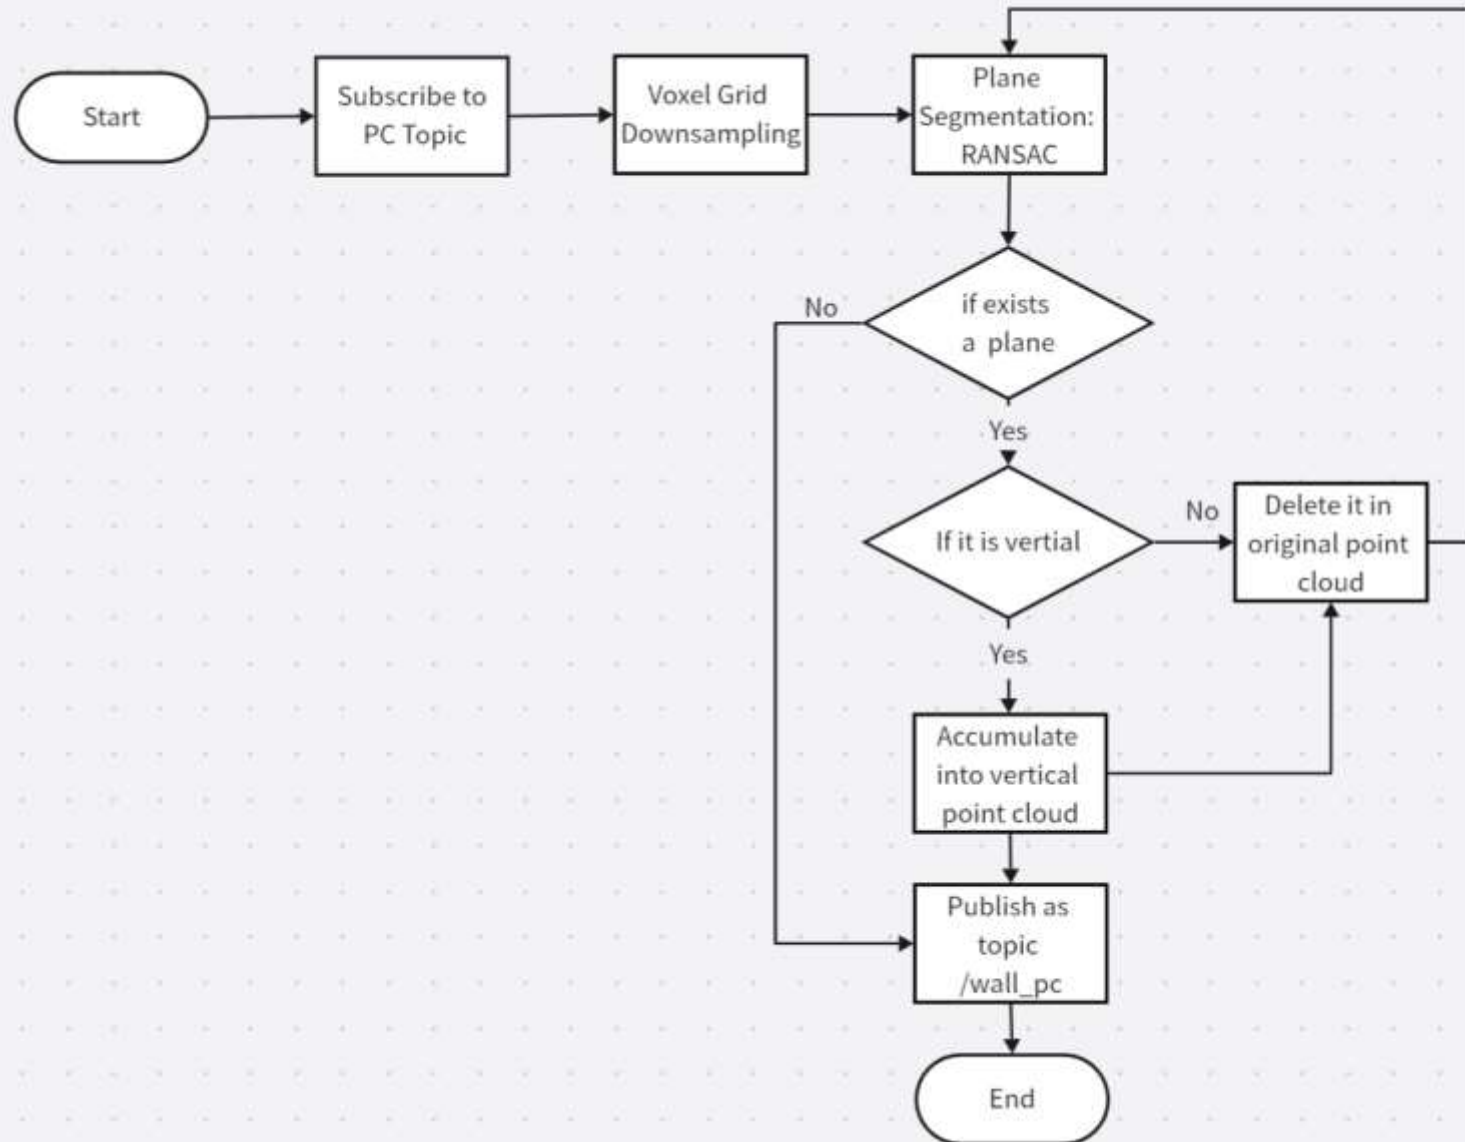 Start
Subscribe to
PC Topic
Voxel Grid
Downsampling
Plane
Segmentation:
RANSAC
if exists
a plane
No
Yes
If it is vertial
No
Delete it in
original point
cloud
Yes
Accumulate
into vertical
point cloud
Publish as
topic
/wall_pc
End